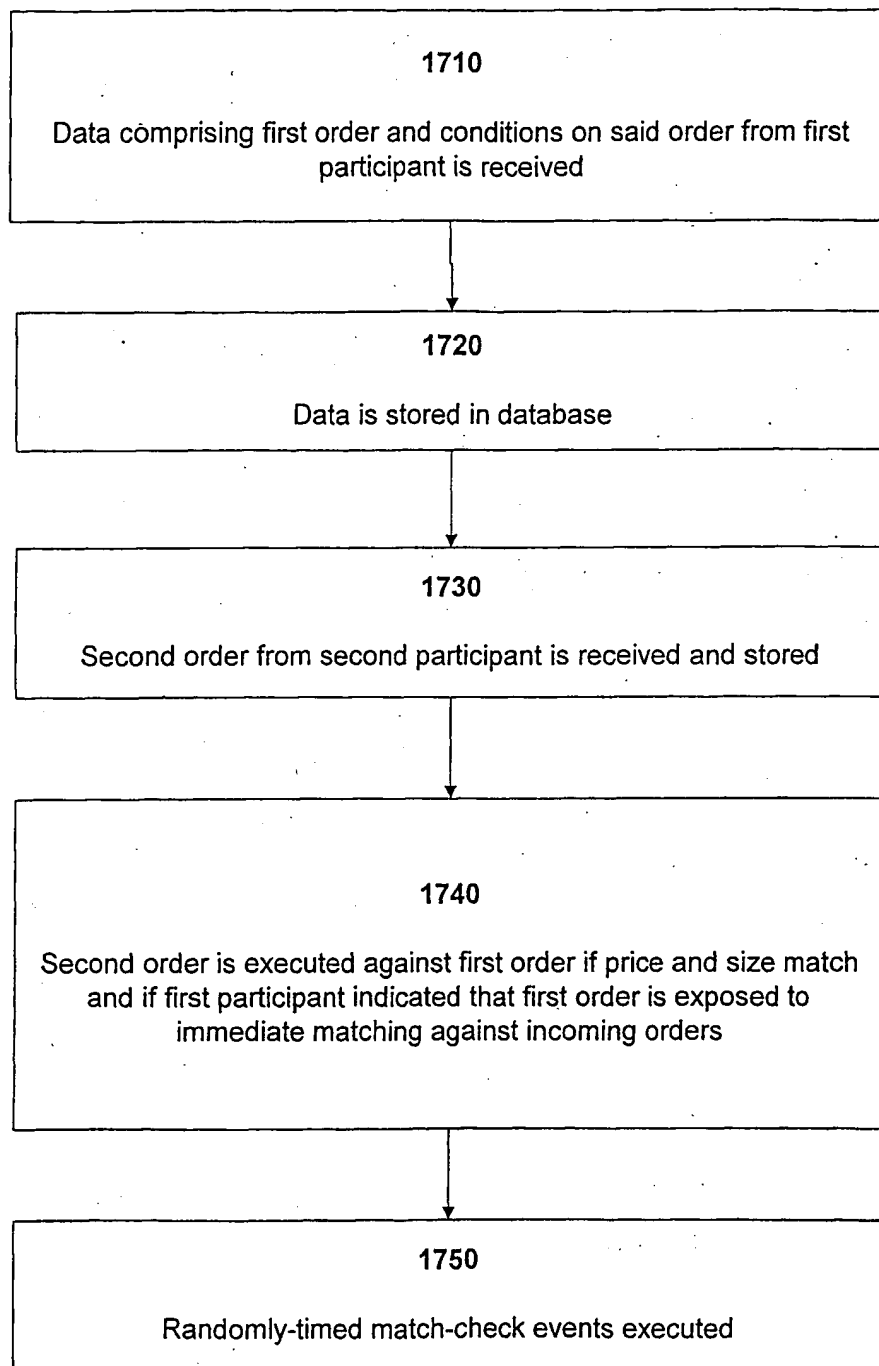 1710
Data comprising first order and conditions on said order from first
participant is received
1720
Data is stored in database
1730
Second order from second participant is received and stored
1740
Second order is executed against first order if price and size match
and if first participant indicated that first order is exposed to
immediate matching against incoming orders
1750
Randomly-timed match-check events executed